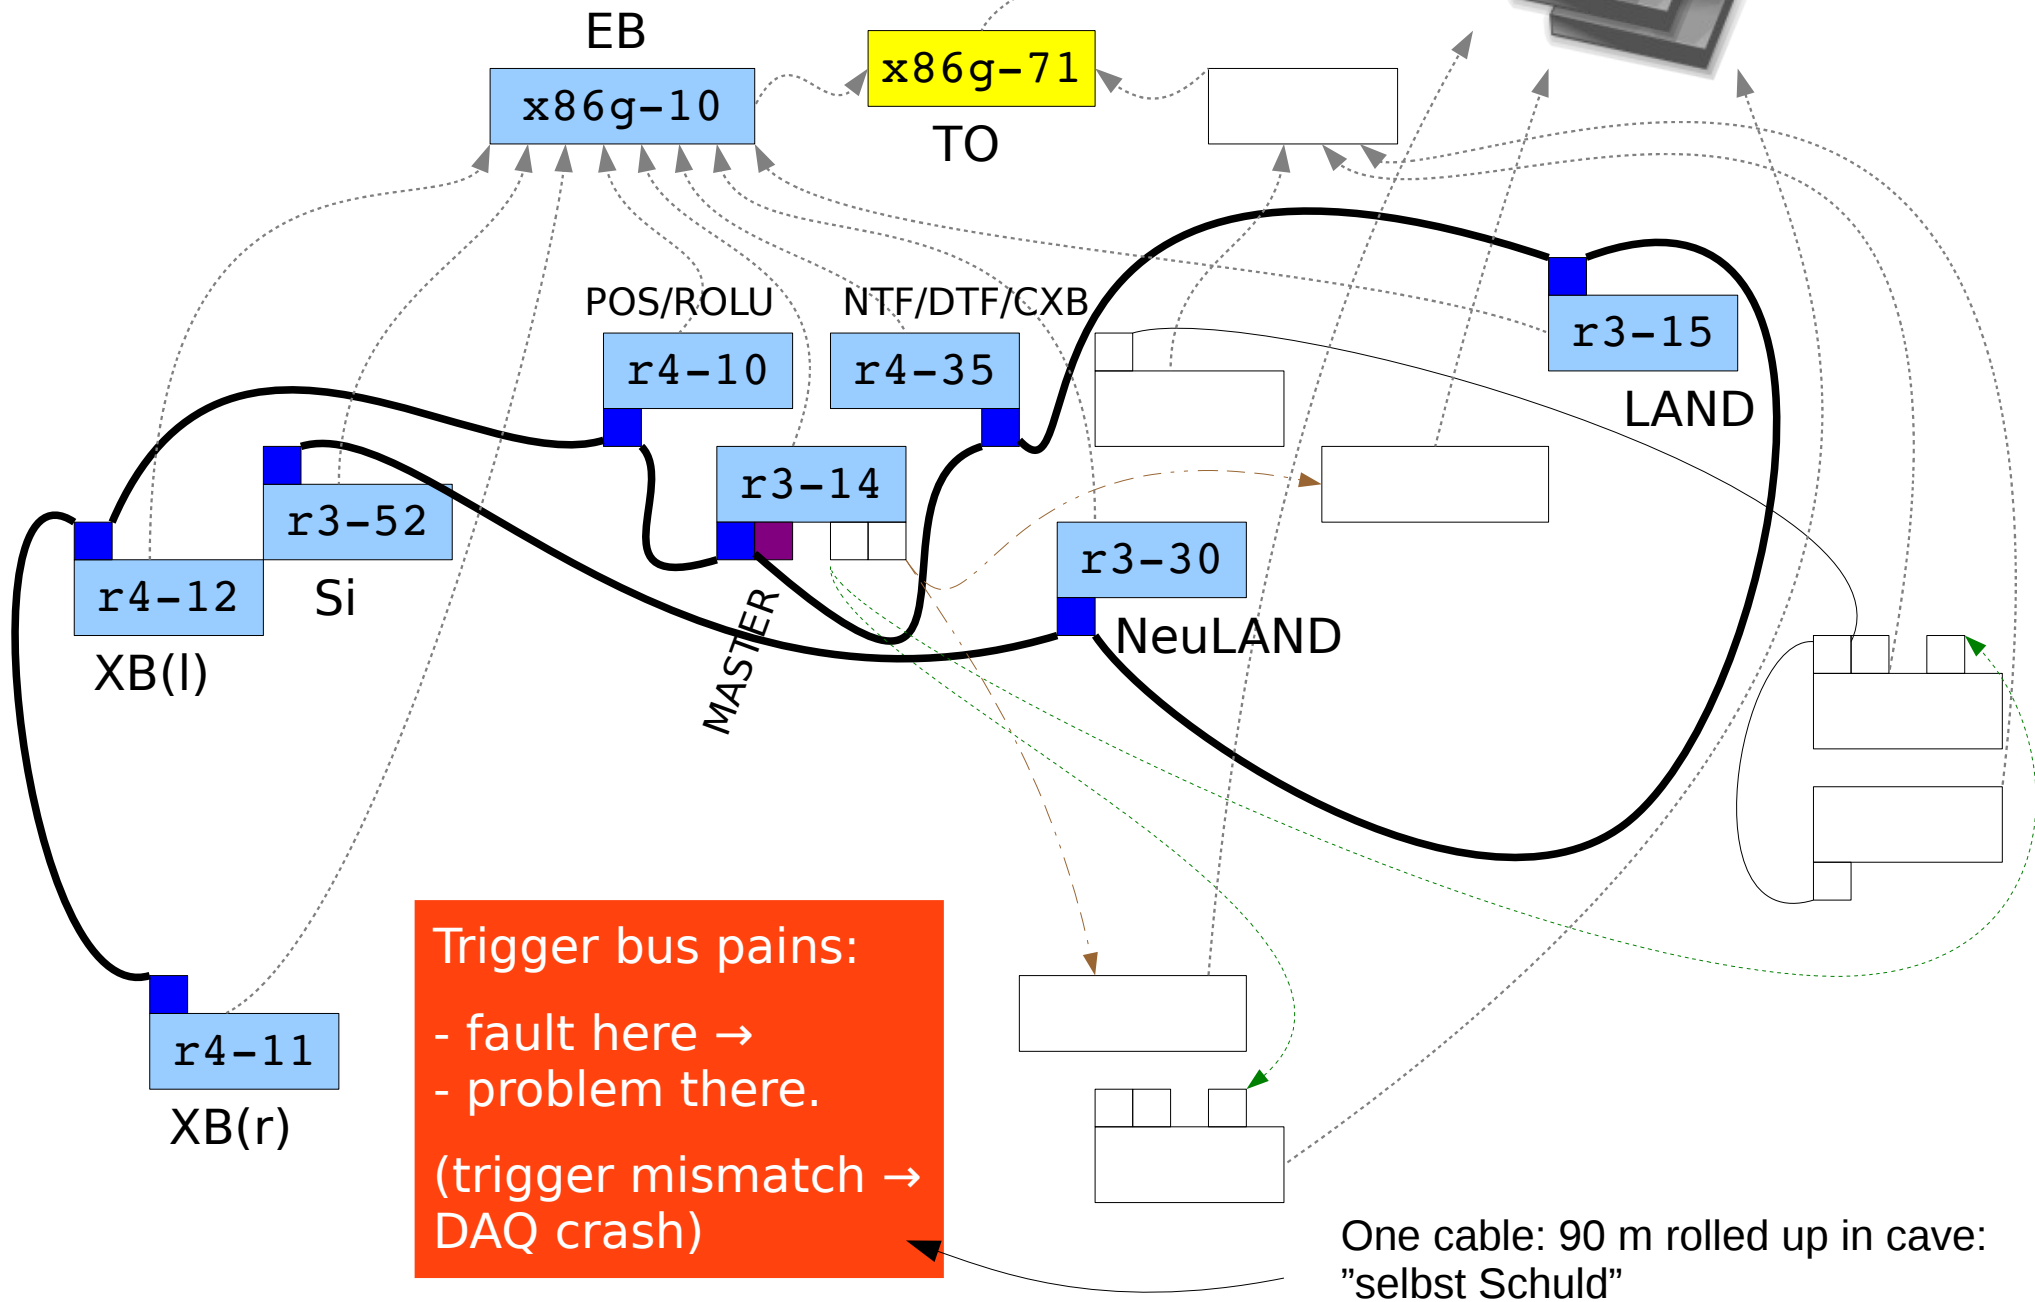 EB
x86g-10
x86g-71
TO
POS/ROLU
NTF/DTF/CXB
r4-10
r4-35
r3-15
LAND
r3-14
r3-52
Si
r4-12
XB(l)
r3-30
NeuLAND
MASTER
r4-11
XB(r)
Trigger bus pains:
- fault here →
- problem there.
(trigger mismatch →
DAQ crash)
One cable: 90 m rolled up in cave:
”selbst Schuld”